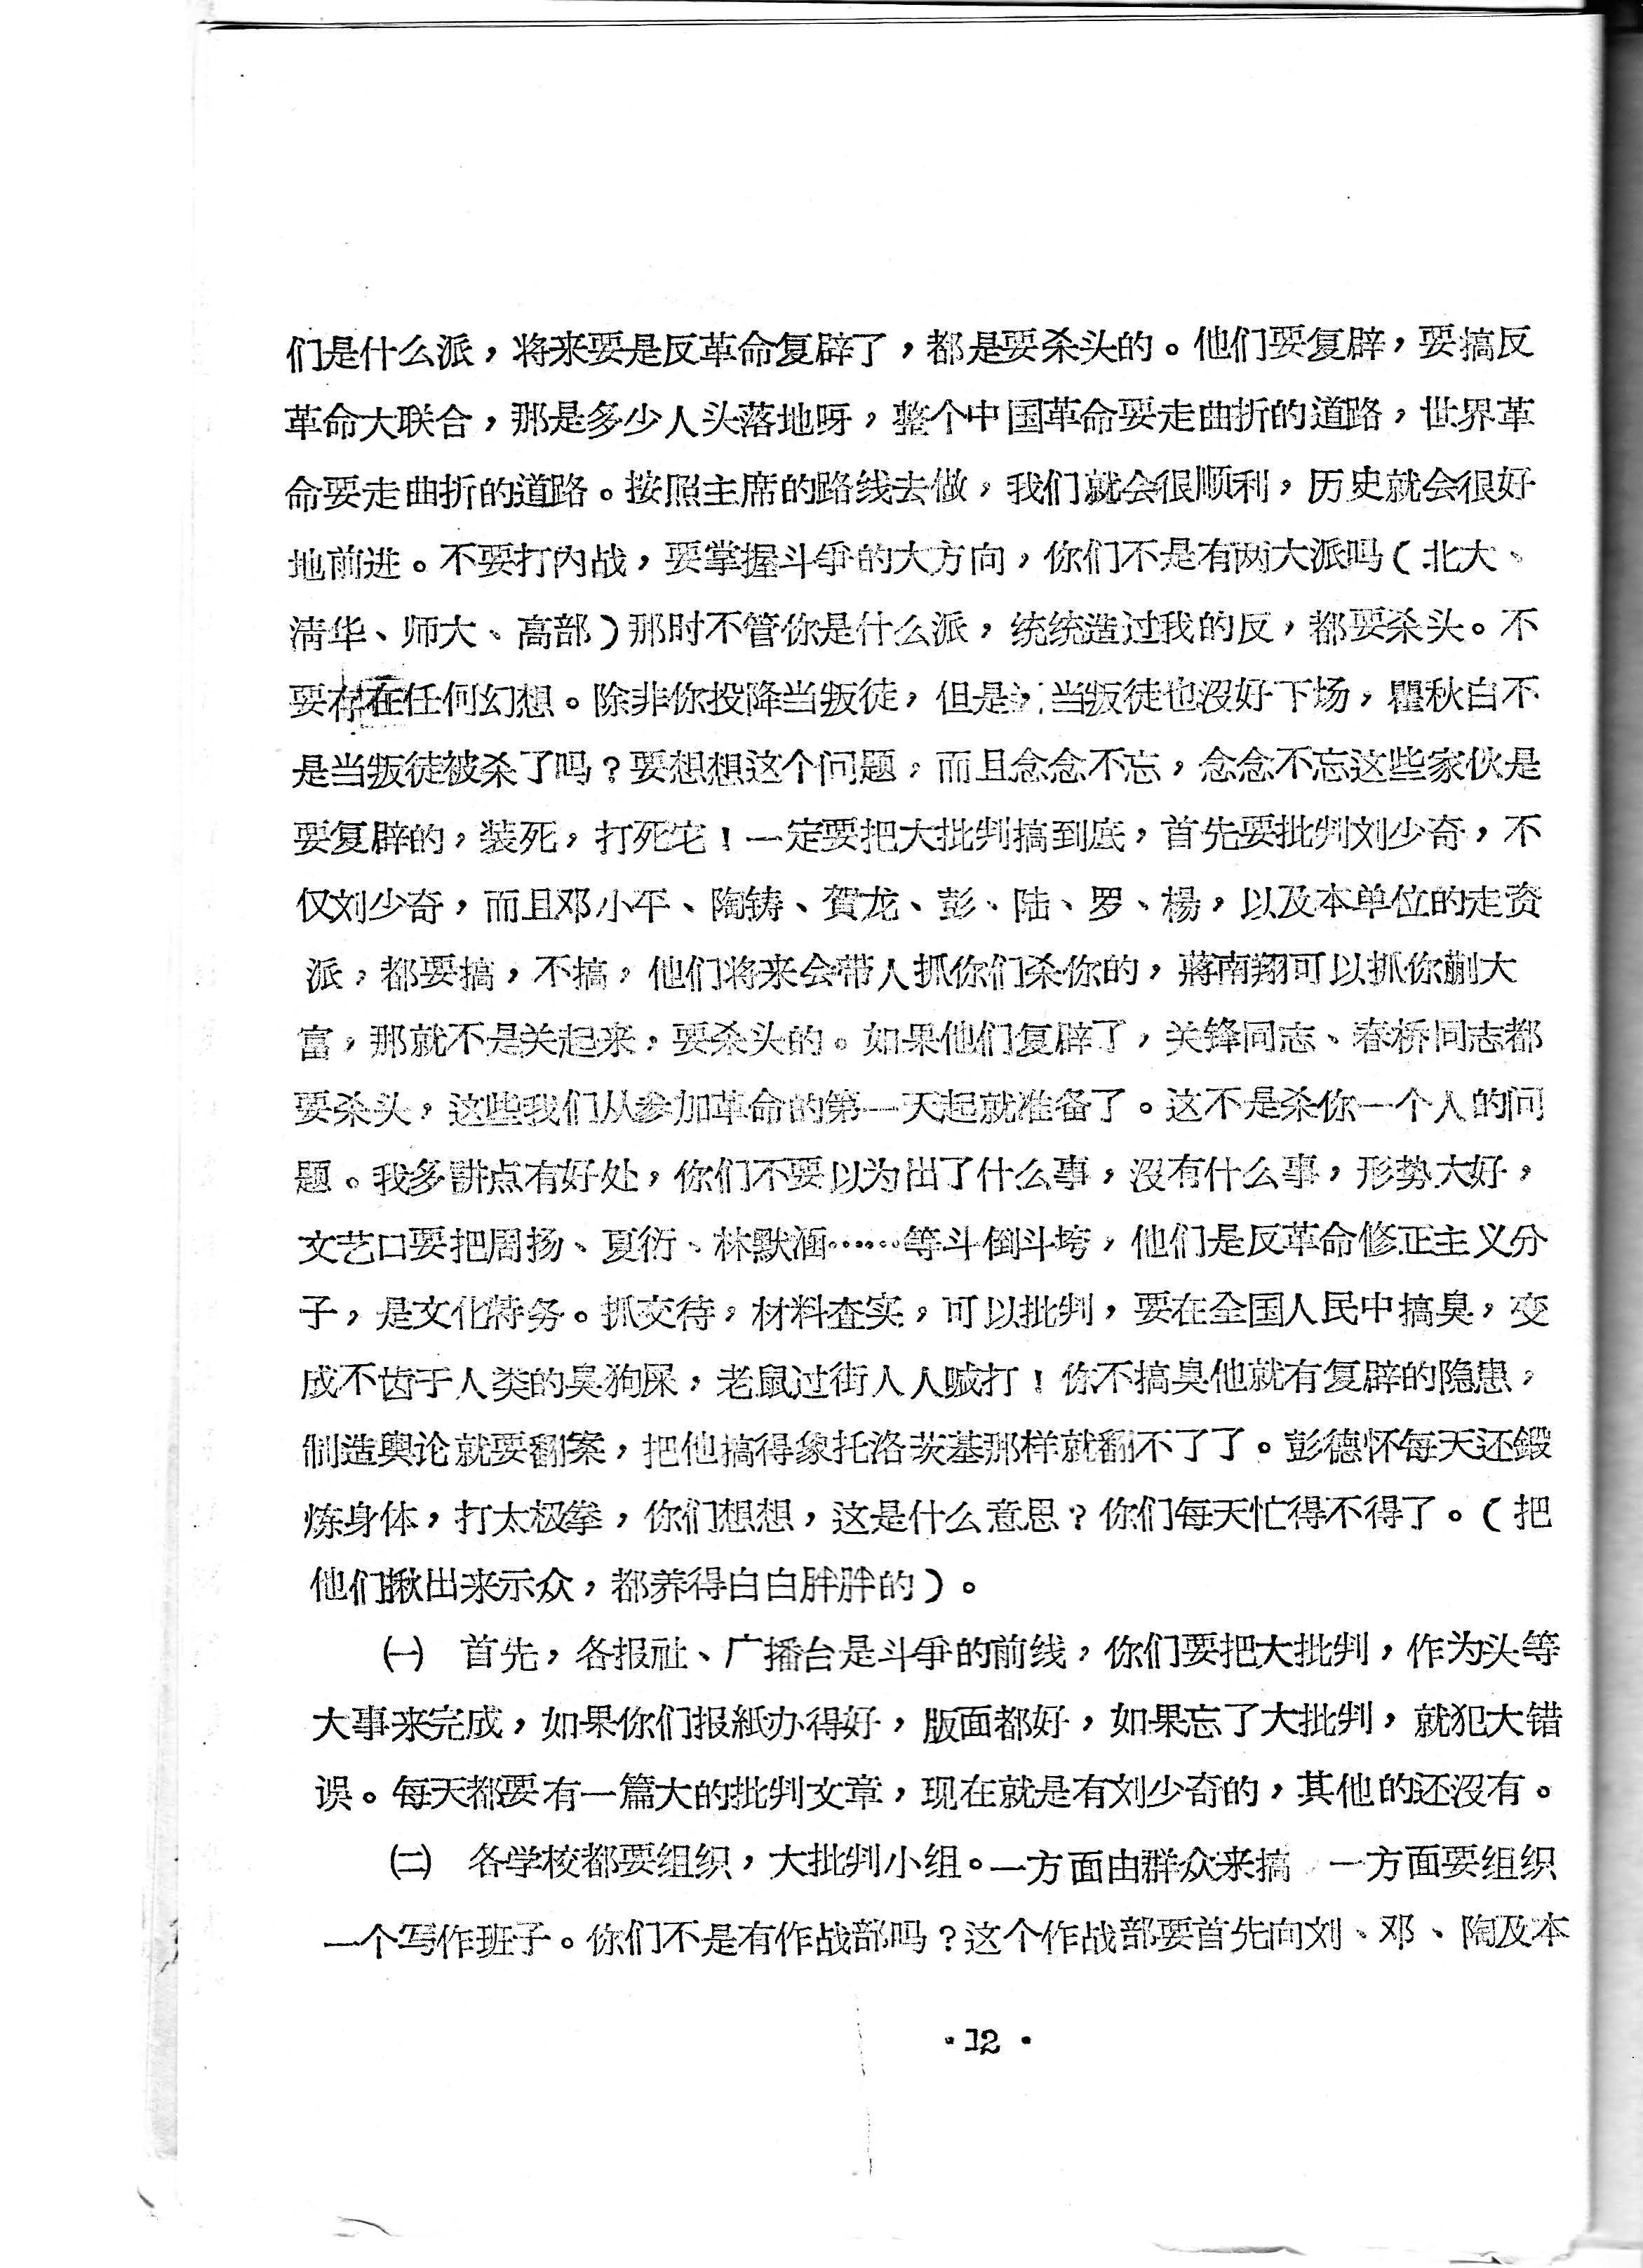 们是什么派，将来要是反革命复辟了，都是要杀头的。他们要复辟，要搞反
革命大联合，那是多少人头落地呀，整个中国革命要走曲折的道路，世界革
命要走曲折的道路。按照主席的路线去做，我们就会很顺利，历史就会很好
地前进。不要打内战，要掌握斗争的大方向，你们不是有两大派吗（北大、
清华、师大、高部）那时不管你是什么派，统统造过我的反，都要杀头。不
要存在任何幻想。除非你投降当叛徒，但是，当叛徒也没好下场，瞿秋白不
是当叛徒被杀了吗？要想想这个问题，而且念念不忘，念念不忘这些家伙是
要复辟的，装死，打死它！一定要把大批判搞到底，首先要批判刘少奇，不
仅刘少奇，而且邓小平、陶铸、賀龙、彭、陆、罗、楊，以及本单位的走资
派，都要搞，不搞，他们将来会带人抓你们杀你的，蔣南翔可以抓你蒯大
富，那就不是关起来，要杀头的。如果他们复辟了，关锋同志、春桥同志都
要杀头，这些我们从参加革命的第一天起就准备了。这不是杀你一个人的问
题。我多讲点有好处，你们不要以为出了什么事，没有什么事，形势大好，
文艺口要把周扬、夏衍、林默涵……等斗倒斗垮，他们是反革命修正主义分
子，是文化特务。抓交待，材料查实，可以批判，要在全国人民中搞臭，变
成不齿于人类的臭狗屎，老鼠过街人人喊打！你不搞臭他就有复辟的隐患，
制造舆论就要翻案，把他搞得象托洛茨基那样就翻不了了。彭德怀每天还鍛
炼身体，打太极拳，你们想想，这是什么意思？你们每天忙得不得了。（把
他们揪出来示众，都养得白白胖胖的）。
㈠ 首先，各报社、广播台是斗争的前线，你们要把大批判，作为头等
大事来完成，如果你们报紙办得好，版面都好，如果忘了大批判，就犯大错
误。每天都要有一篇大的批判文章，现在就是有刘少奇的，其他的还没有。
㈡ 各学校都要组织，大批判小组。一方面由群众来搞 一方面要组织
一个写作班子。你们不是有作战部吗？这个作战部要首先向刘、邓、陶及本
·12·